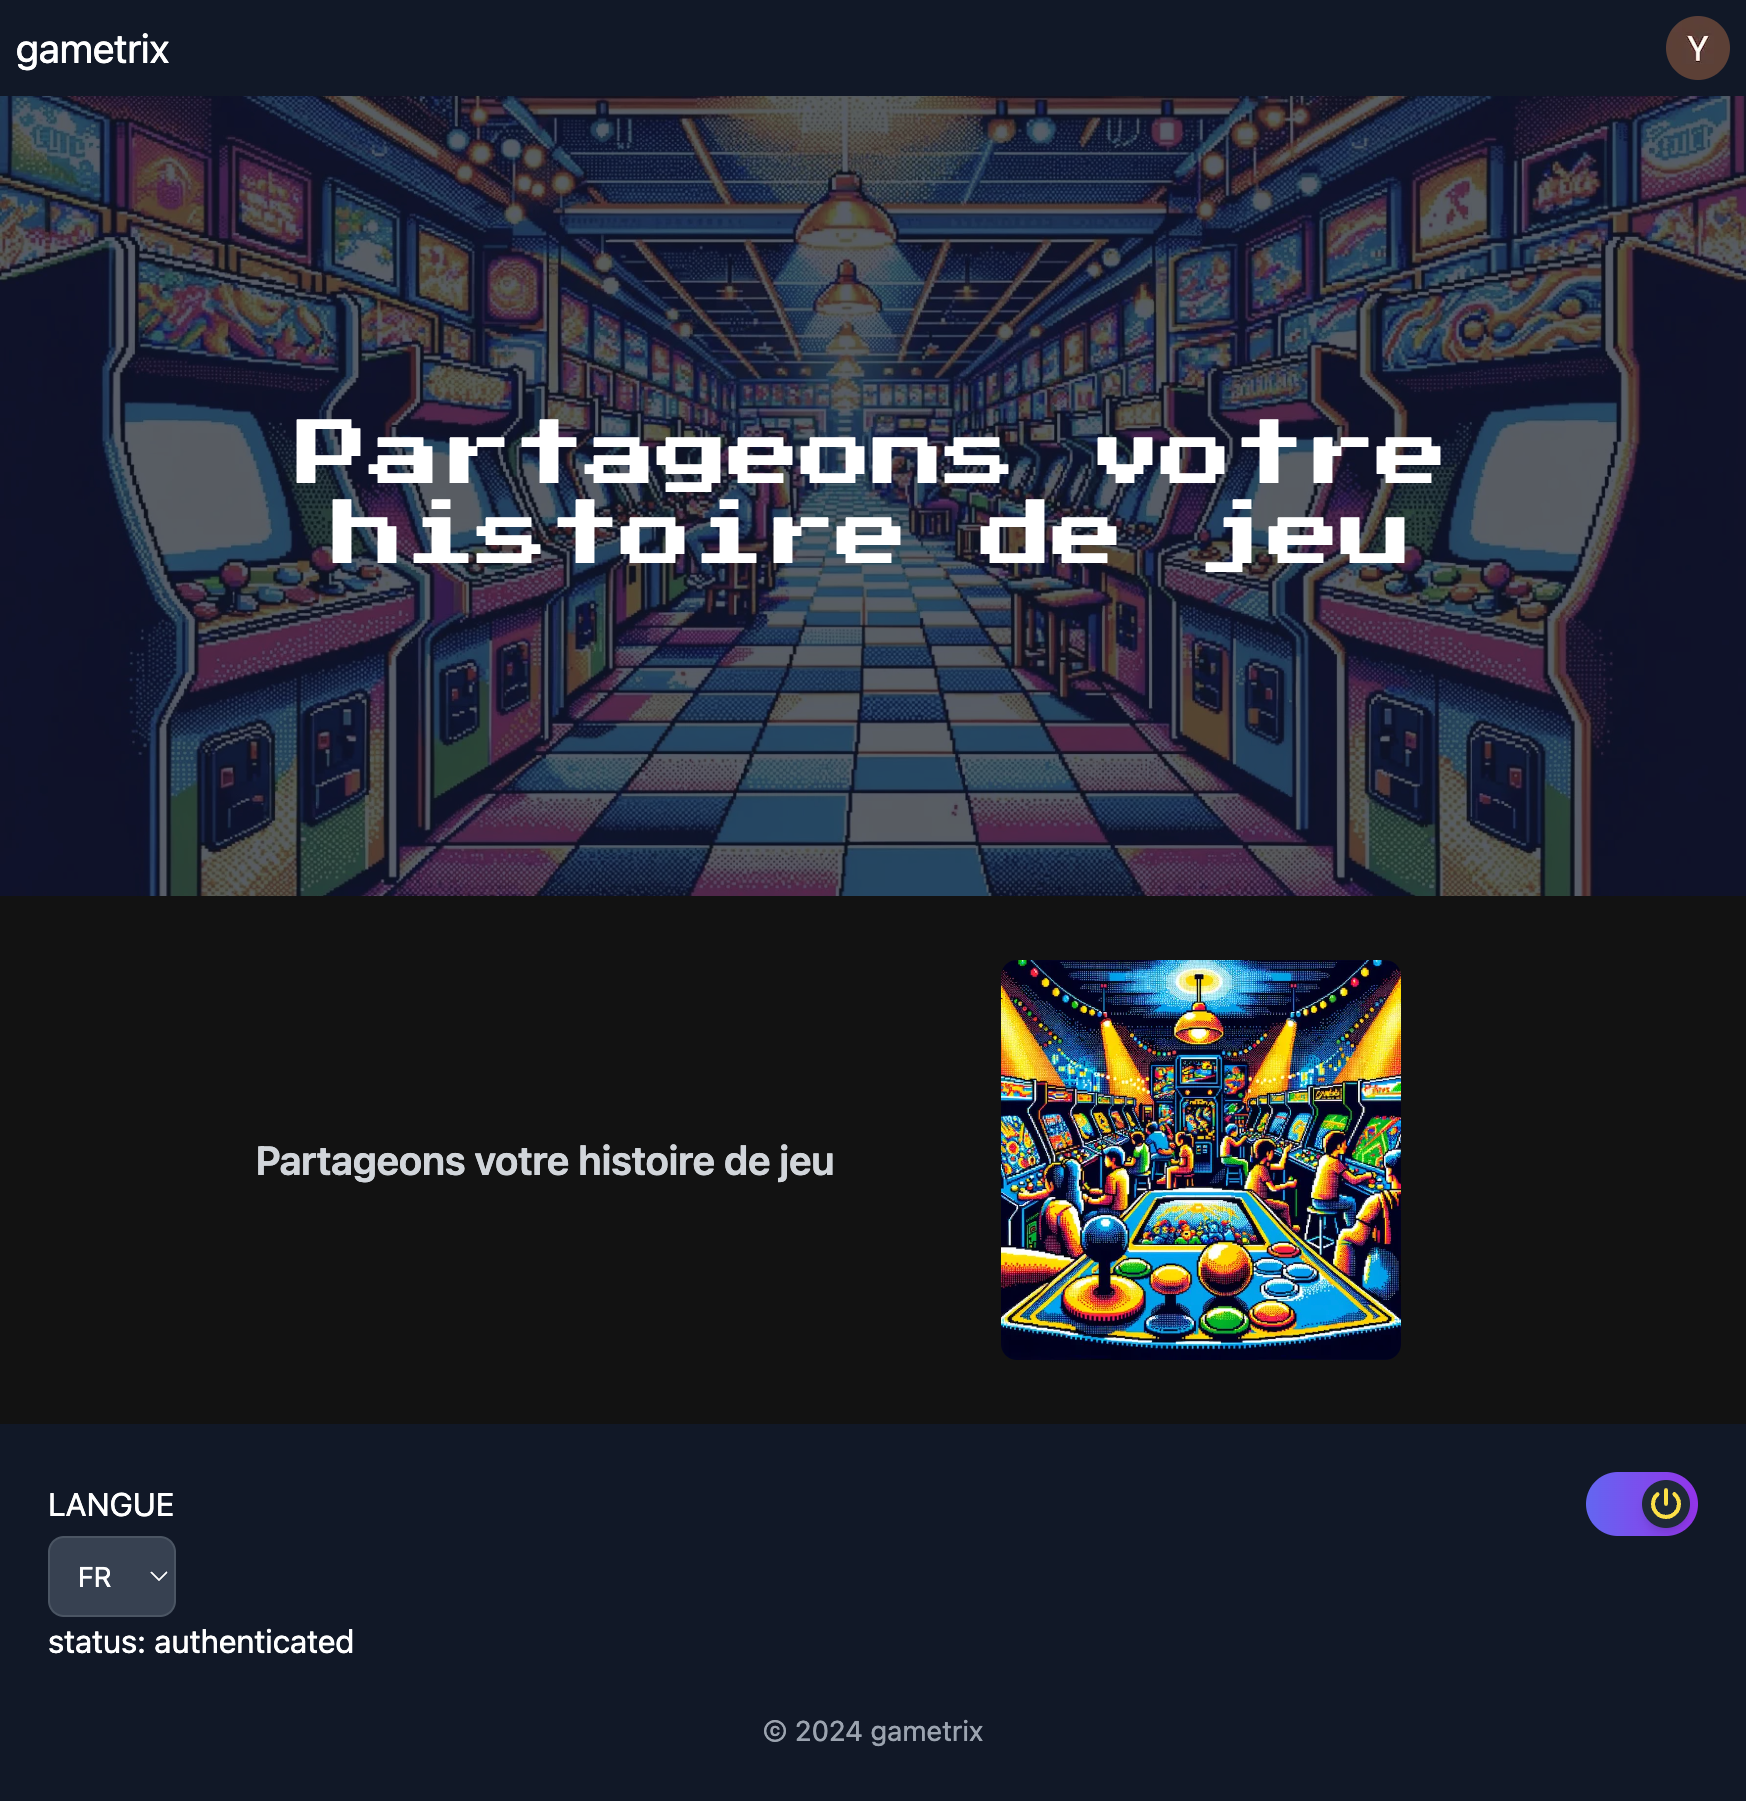 gametrix
Y
Partageons votre
histoire de jeu
Partageons votre histoire de jeu
LANGUE
FR
status: authenticated
© 2024 gametrix